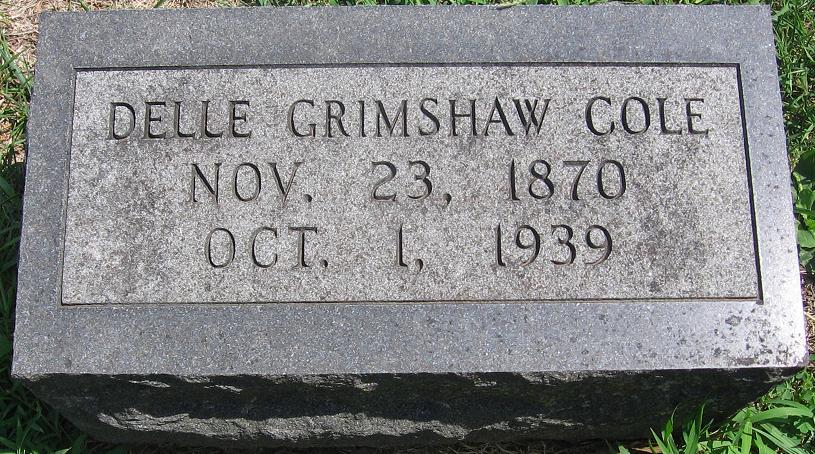 DELLE GRIMSHAW COLE
NOV. 23, 1870
OCT. 1, 1939